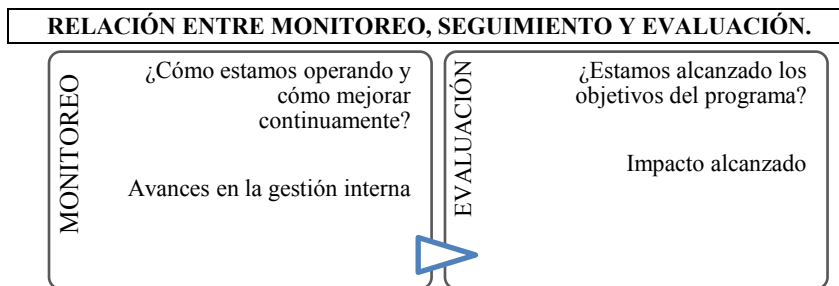 RELACIÓN ENTRE MONITOREO, SEGUIMIENTO Y EVALUACIÓN.
MONITOREO
¿Cómo estamos operando y
cómo mejorar
continuamente?
Avances en la gestión interna
EVALUACIÓN
¿Estamos alcanzado los
objetivos del programa?
Impacto alcanzado